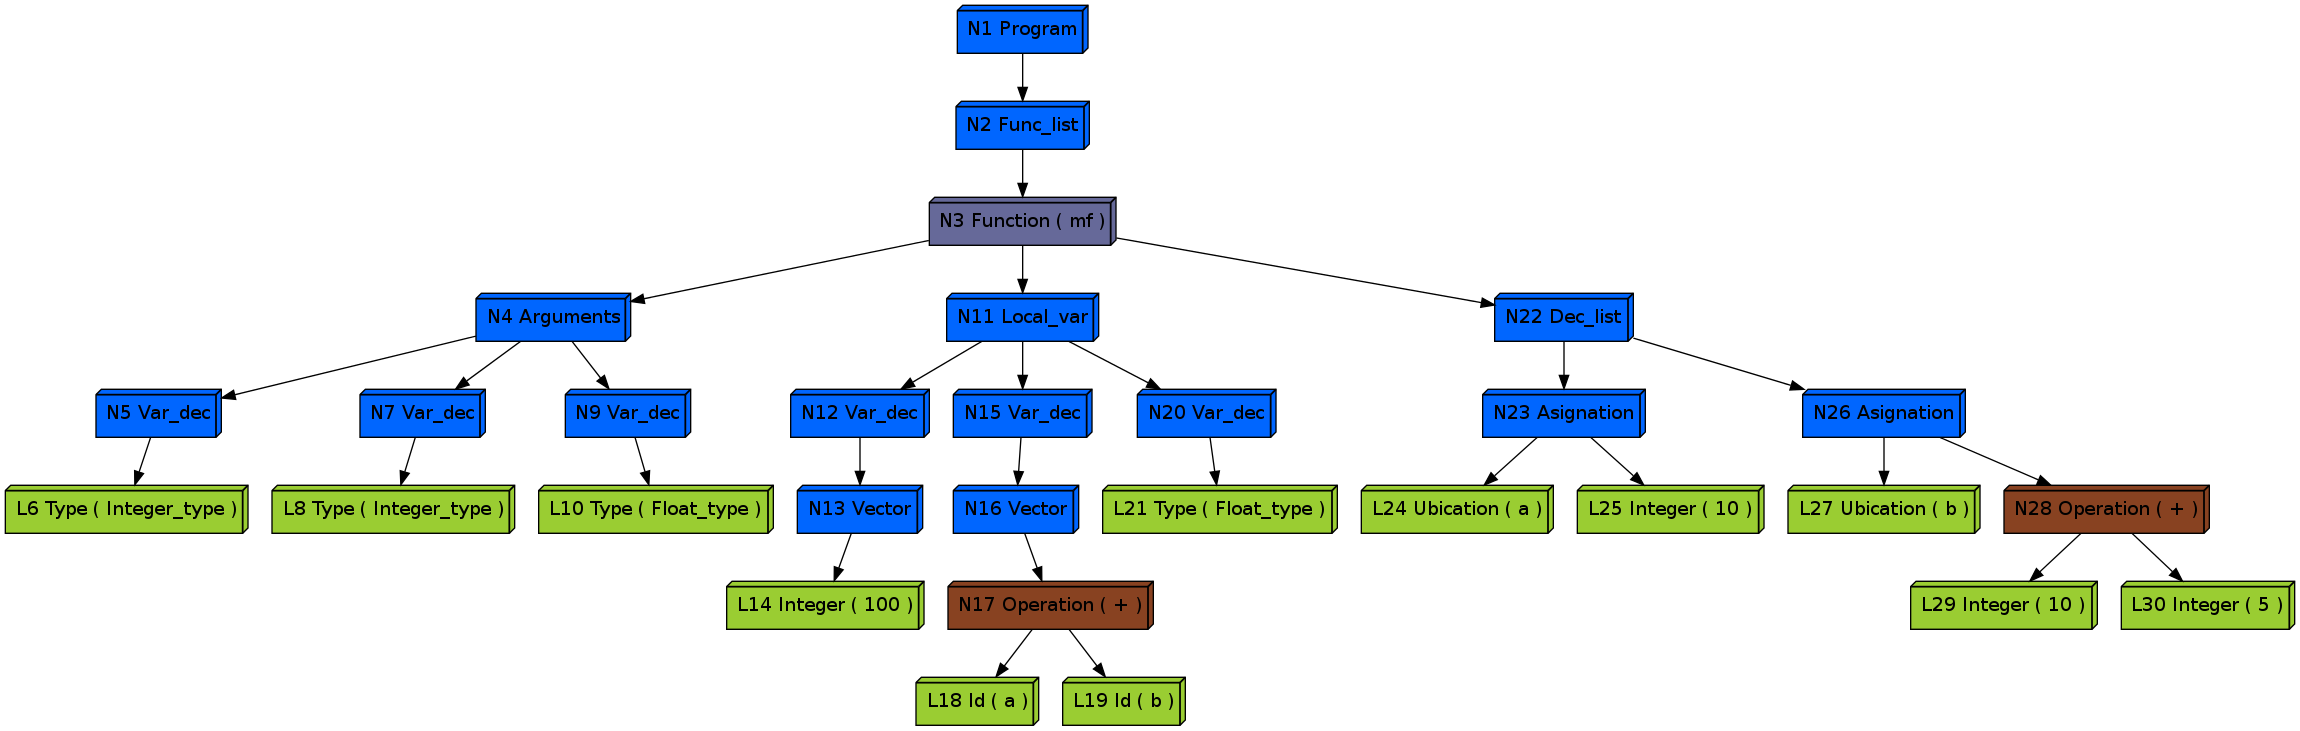 N1 Program
N2 Func_list
N3 Function ( mf )
N4 Arguments
N11 Local_var
N22 Dec_list
N5 Var_dec
N7 Var_dec
N9 Var_dec
N12 Var_dec
N15 Var_dec
N20 Var_dec
N23 Asignation
N26 Asignation
L6 Type ( Integer_type )
L8 Type ( Integer_type )
L10 Type ( Float_type )
N13 Vector
N16 Vector
L21 Type ( Float_type )
L24 Ubication ( a )
L25 Integer ( 10 )
L27 Ubication ( b )
N28 Operation ( + )
L14 Integer ( 100 )
N17 Operation ( + )
L29 Integer ( 10 )
L30 Integer ( 5 )
L18 Id ( a )
L19 Id ( b )